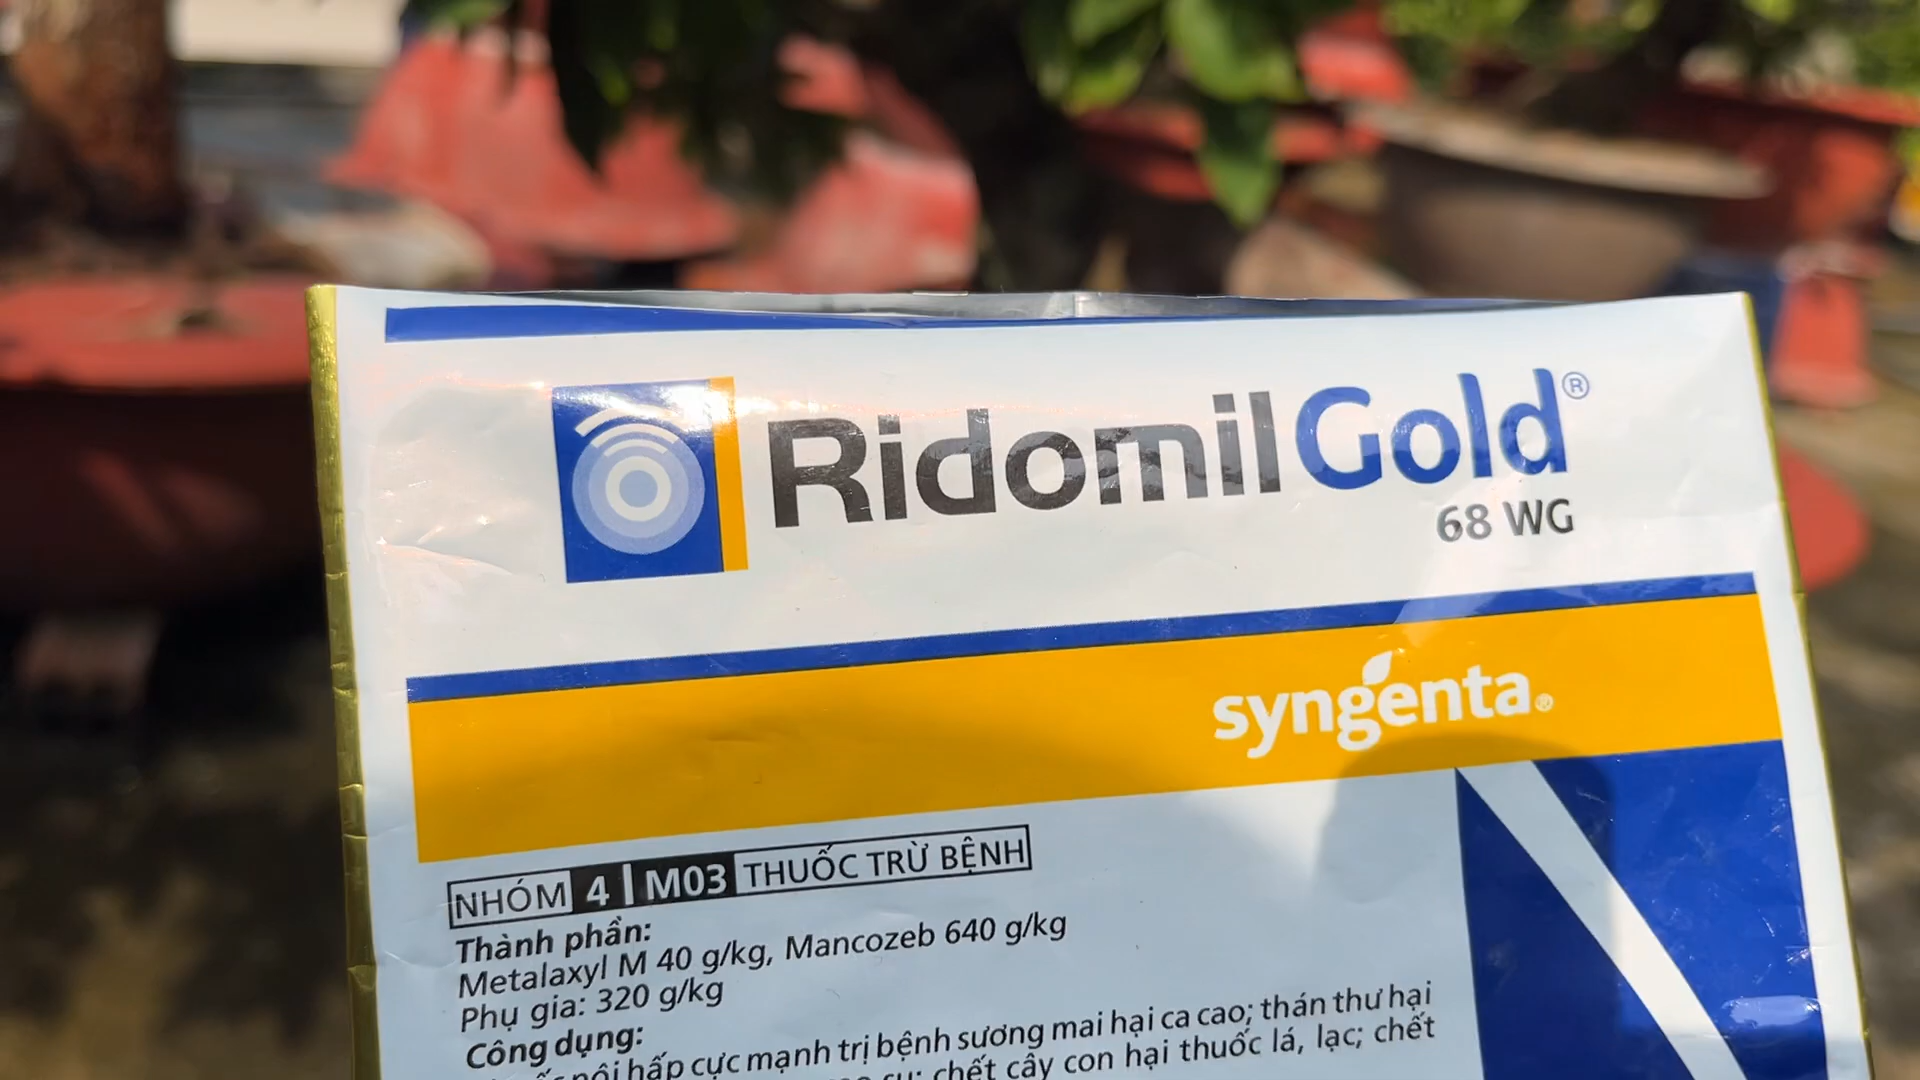 RidomilGold®
68 WG
syngenta®
NHÓM 4 | M03 THUỐC TRỪ BỆNH
Thành phần:
Metalaxyl M 40 g/kg, Mancozeb 640 g/kg
Phụ gia: 320 g/kg
Công dụng:
hấp cực mạnh trị bệnh sương mai hại ca cao; thán thư hại
chết cây con hại thuốc lá, lạc; chết